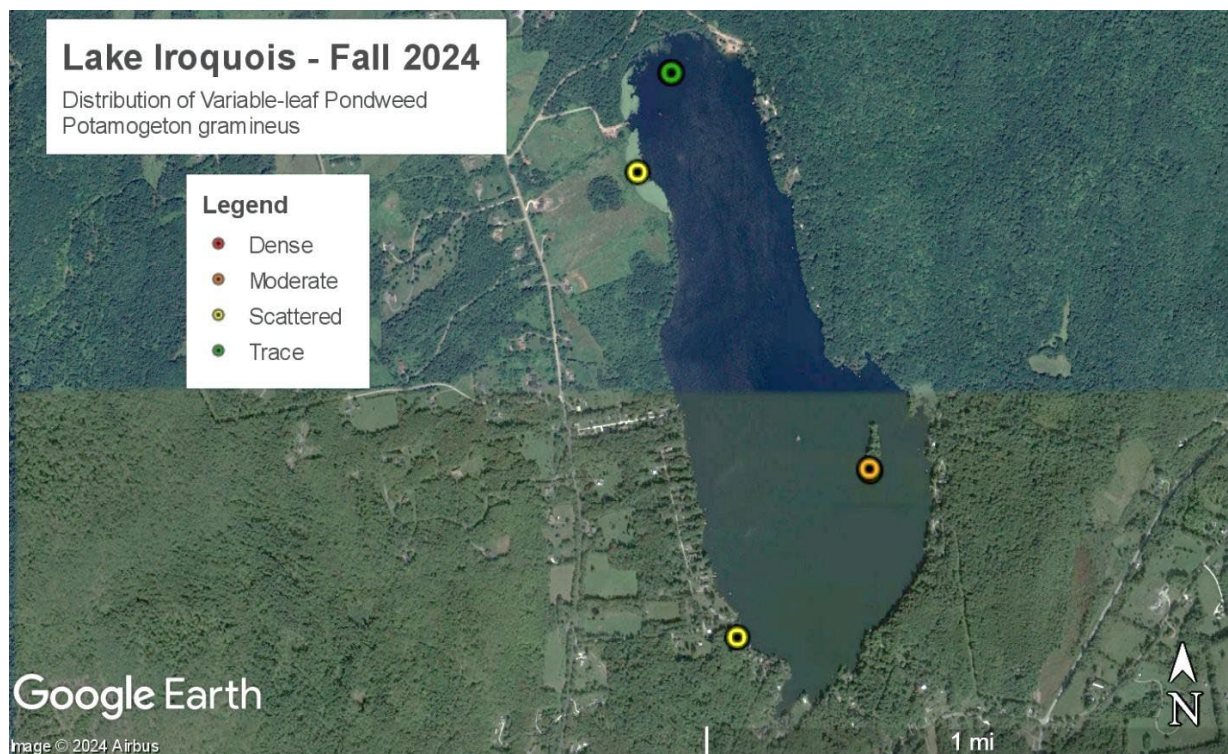 Lake Iroquois - Fall 2024
Distribution of Variable-leaf Pondweed
Potamogeton gramineus
Legend
Dense
Moderate
Scattered
Trace
N
Google Earth
1 mi
Image © 2024 Airbus